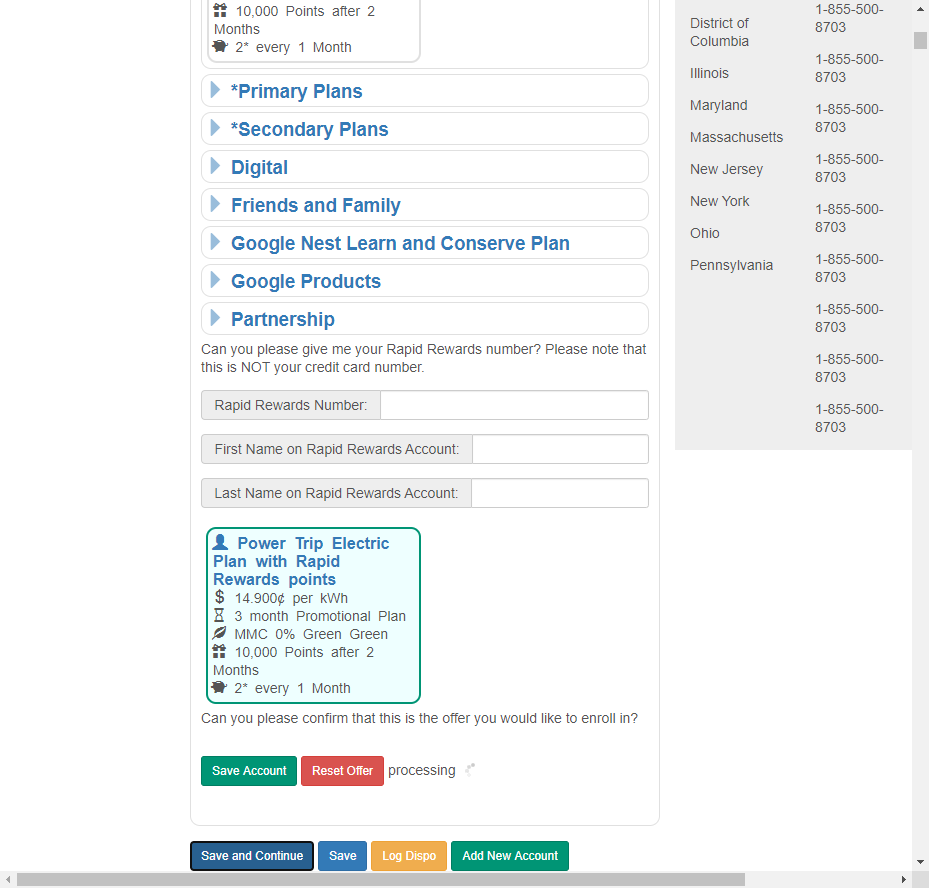 10,000 Points after 2
Months
2* every 1 Month
*Primary Plans
*Secondary Plans
Digital
Friends and Family
Google Nest Learn and Conserve Plan
Google Products
Partnership
Can you please give me your Rapid Rewards number? Please note that
this is NOT your credit card number.
Rapid Rewards Number:
First Name on Rapid Rewards Account:
Last Name on Rapid Rewards Account:
Power Trip Electric
Plan with Rapid
Rewards points
14.900¢ per kWh
3 month Promotional Plan
MMC 0% Green Green
10,000 Points after 2
Months
2* every 1 Month
Can you please confirm that this is the offer you would like to enroll in?
Save Account
Reset Offer
processing
Save and Continue
Save
Log Dispo
Add New Account
District of
Columbia
Illinois
Maryland
Massachusetts
New Jersey
New York
Ohio
Pennsylvania
1-855-500-
8703
1-855-500-
8703
1-855-500-
8703
1-855-500-
8703
1-855-500-
8703
1-855-500-
8703
1-855-500-
8703
1-855-500-
8703
1-855-500-
8703